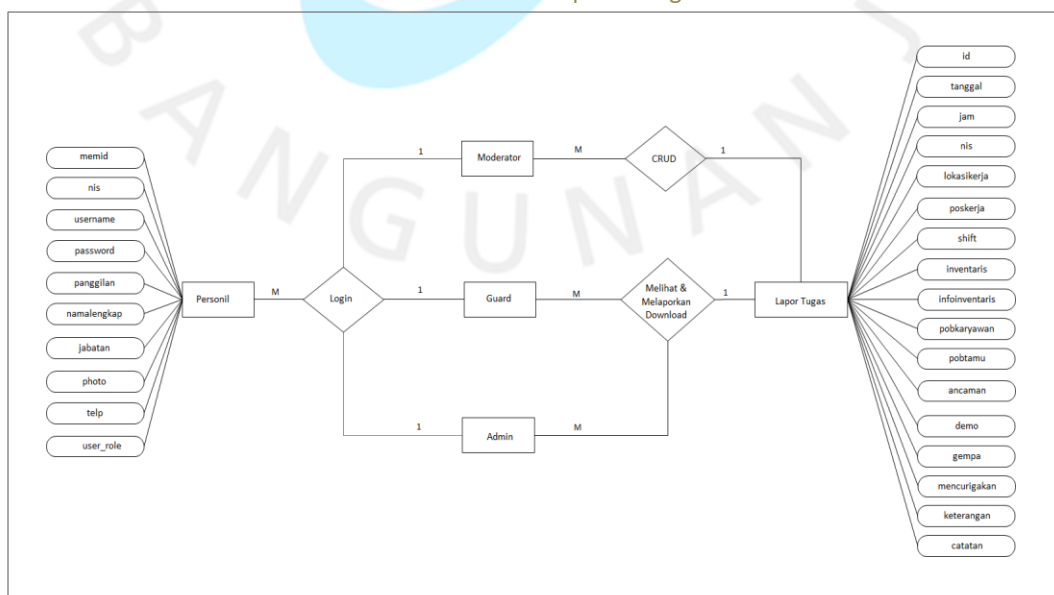 B A N G U N A N J
memid
nis
username
password
panggilan
namalengkap
jabatan
photo
telp
user_role
Personil
M
Login
1
Moderator
M
CRUD
1
1
Guard
M
Melihat &
Melaporkan
Download
1
Lapor Tugas
1
Admin
M
id
tanggal
jam
nis
lokasikerja
poskerja
shift
inventaris
infoinventaris
pobkaryawan
pobtamu
ancaman
demo
gempa
mencurigakan
keterangan
catatan